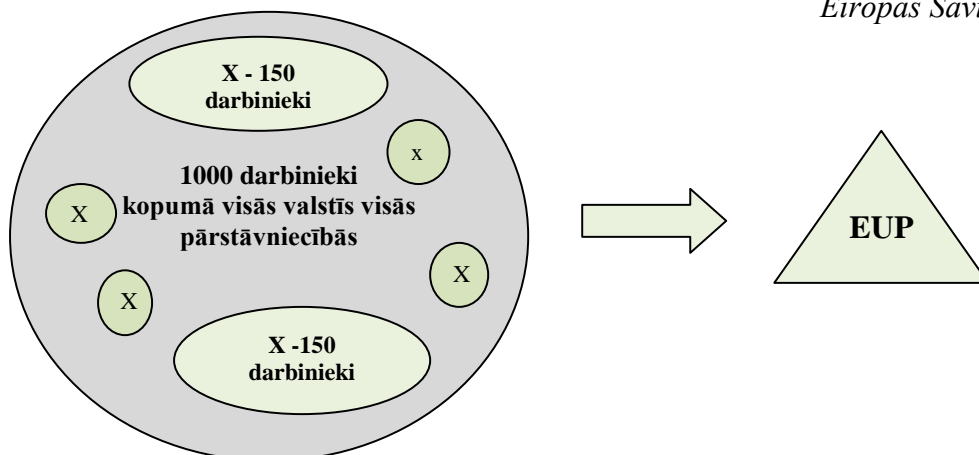 Eiropas Savi
X - 150
darbinieki
x
1000 darbinieki
X
kopumā visās valstīs visās
pārstāvniecībās
EUP
X
X
X -150
darbinieki